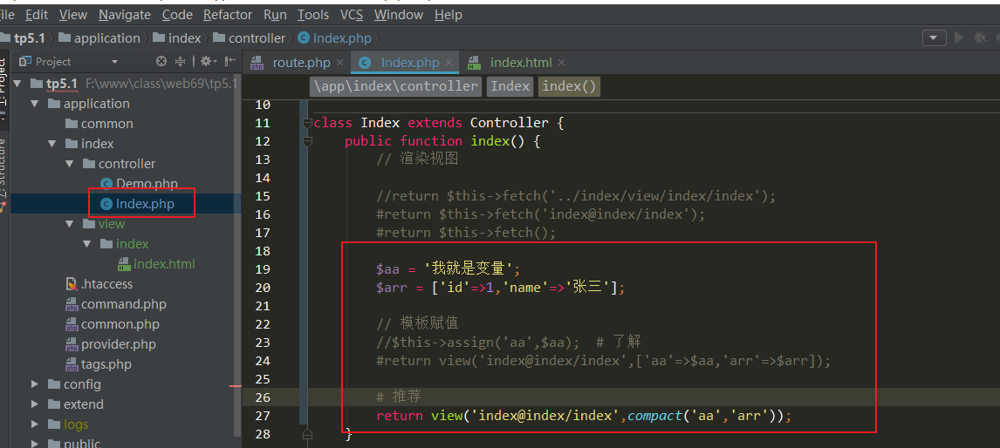 File Edit View Navigate Code Refactor Run Tools VCS Window Help
tp5.1 application index controller Index.php
1: Project
Project
route.php × Index.php × index.html ×
\app\index\controller Index index()
tp5.1 F:\www\class\web69\tp5.1
application
common
index
controller
Demo.php
Index.php
view
index
index.html
.htaccess
command.php
common.php
provider.php
tags.php
config
extend
logs
public
7: Structure
10
11 class Index extends Controller {
12 public function index() {
13 // 渲染视图
14
15 //return $this->fetch('../index/view/index/index');
16 #return $this->fetch('index@index/index');
17 #return $this->fetch();
18
19 $aa = '我就是变量';
20 $arr = ['id'=>1,'name'=>'张三'];
21
22 // 模板赋值
23 //$this->assign('aa',$aa); # 了解
24 #return view('index@index/index',['aa'=>$aa,'arr'=>$arr]);
25
26 # 推荐
27 return view('index@index/index',compact('aa','arr'));
28 }